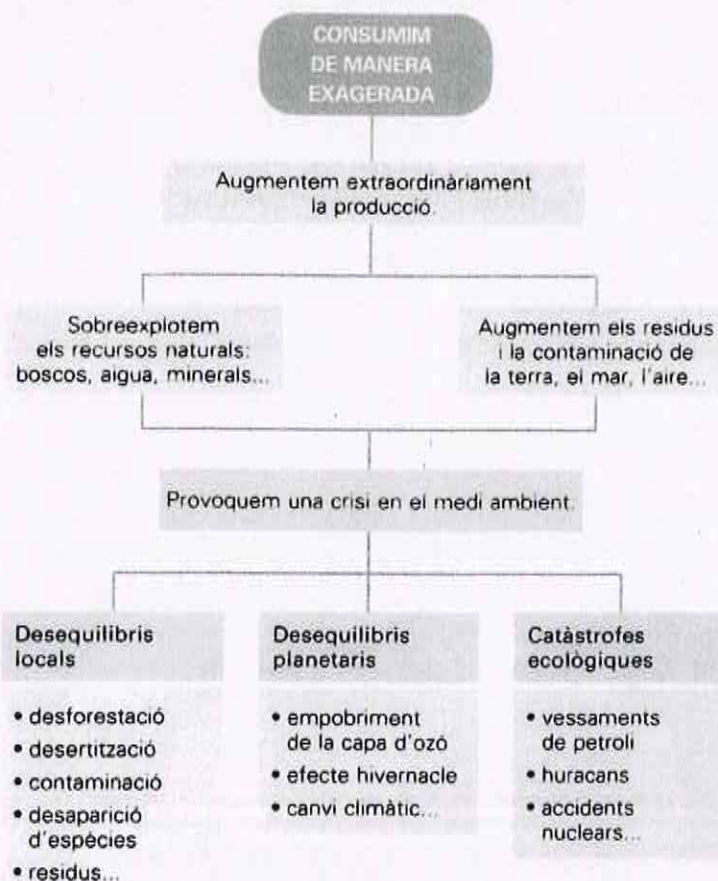 CONSUMIM
DE MANERA
EXAGERADA
Augmentem extraordinàriament
la producció.
Sobreexplotem
els recursos naturals:
boscos, aigua, minerals...
Augmentem els residus
i la contaminació de
la terra, el mar, l'aire...
Provoquem una crisi en el medi ambient.
Desequilibris
locals
• desforestació
• desertització
• contaminació
• desaparició
d'espècies
• residus...
Desequilibris
planetaris
• empobriment
de la capa d'ozó
• efecte hivernacle
• canvi climàtic...
Catàstrofes
ecològiques
• vessaments
de petroli
• huracans
• accidents
nuclears...